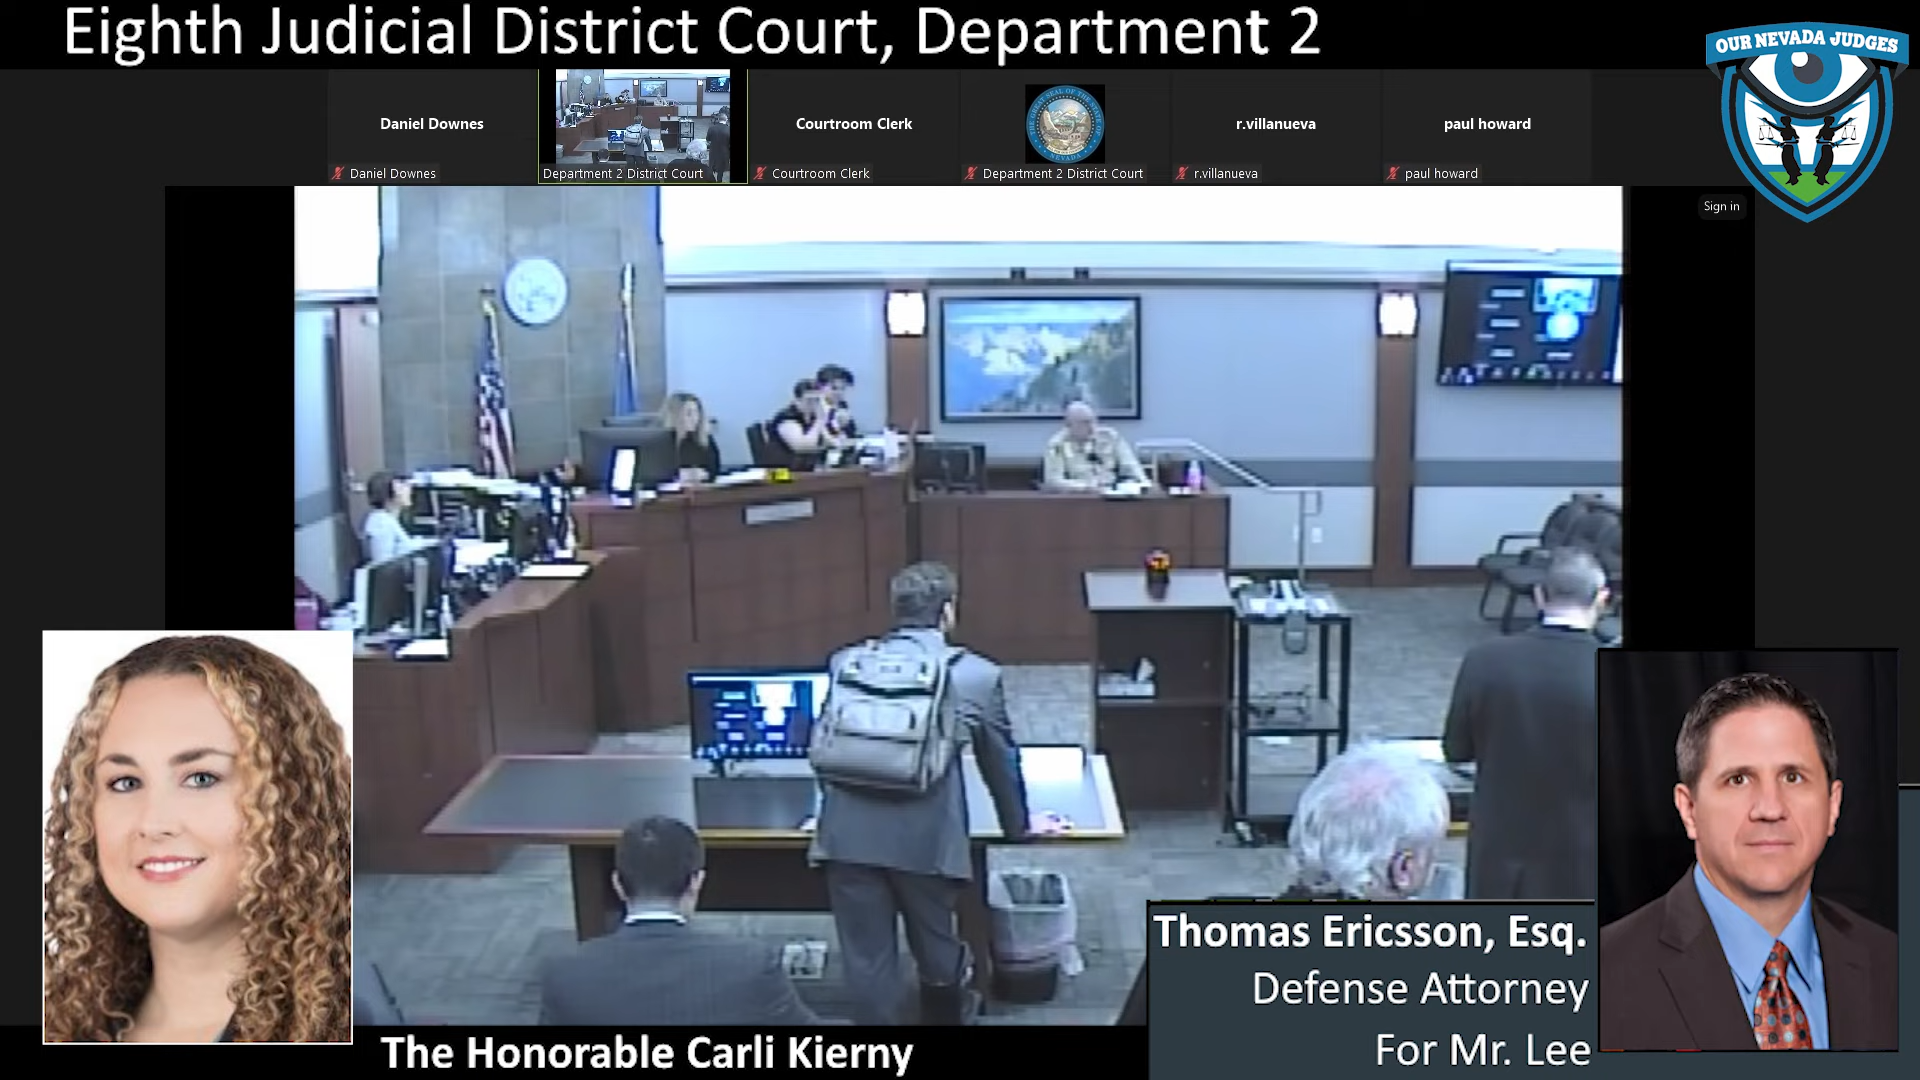 Eighth Judicial District Court, Department 2
OUR NEVADA JUDGES
Daniel Downes
Courtroom Clerk
r.villanueva
paul howard
Daniel Downes
Department 2 District Court
Courtroom Clerk
Department 2 District Court
r.villanueva
paul howard
Sign in
Thomas Ericsson, Esq.
Defense Attorney
For Mr. Lee
The Honorable Carli Kierny